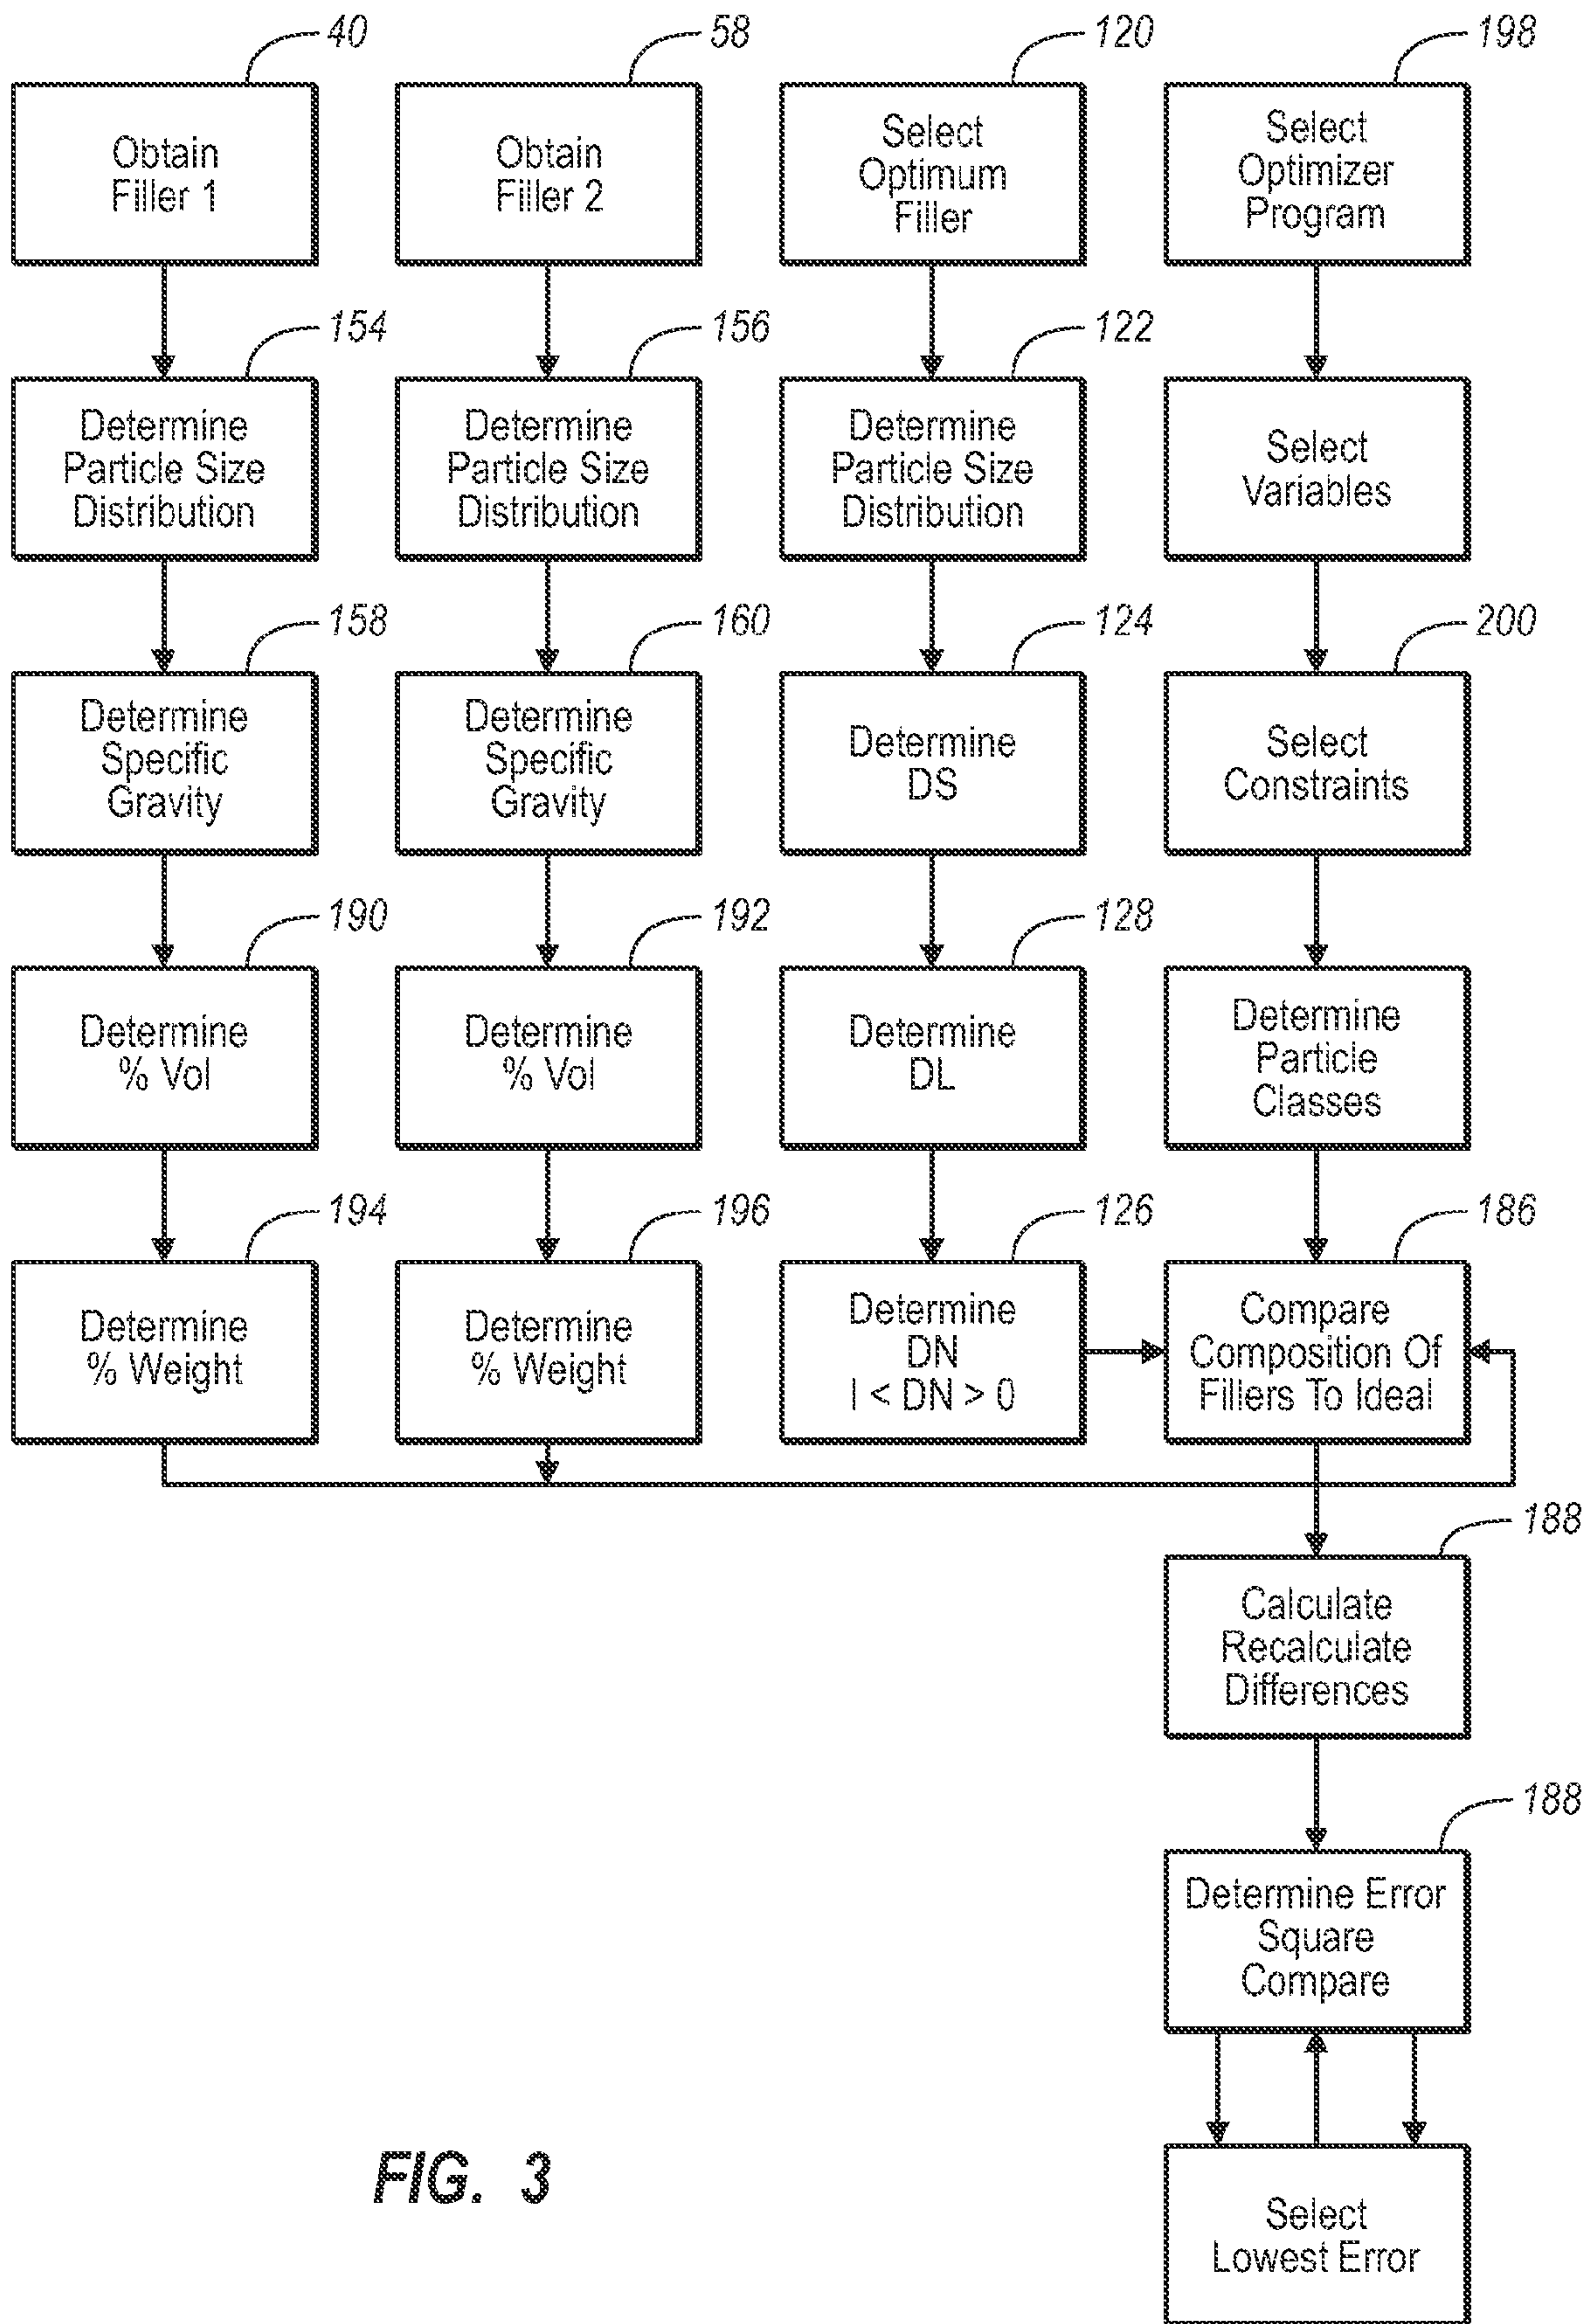 40
58
120
198
Obtain
Filler 1
Obtain
Filler 2
Select
Optimum
Filler
Select
Optimizer
Program
154
156
122
Determine
Particle Size
Distribution
Determine
Particle Size
Distribution
Determine
Particle Size
Distribution
Select
Variables
158
160
124
200
Determine
Specific
Gravity
Determine
Specific
Gravity
Determine
DS
Select
Constraints
190
192
128
Determine
% Vol
Determine
% Vol
Determine
DL
Determine
Particle
Classes
194
196
126
186
Determine
% Weight
Determine
% Weight
Determine
DN
I < DN > 0
Compare
Composition Of
Fillers To Ideal
188
Calculate
Recalculate
Differences
188
Determine Error
Square
Compare
Select
Lowest Error
FIG. 3